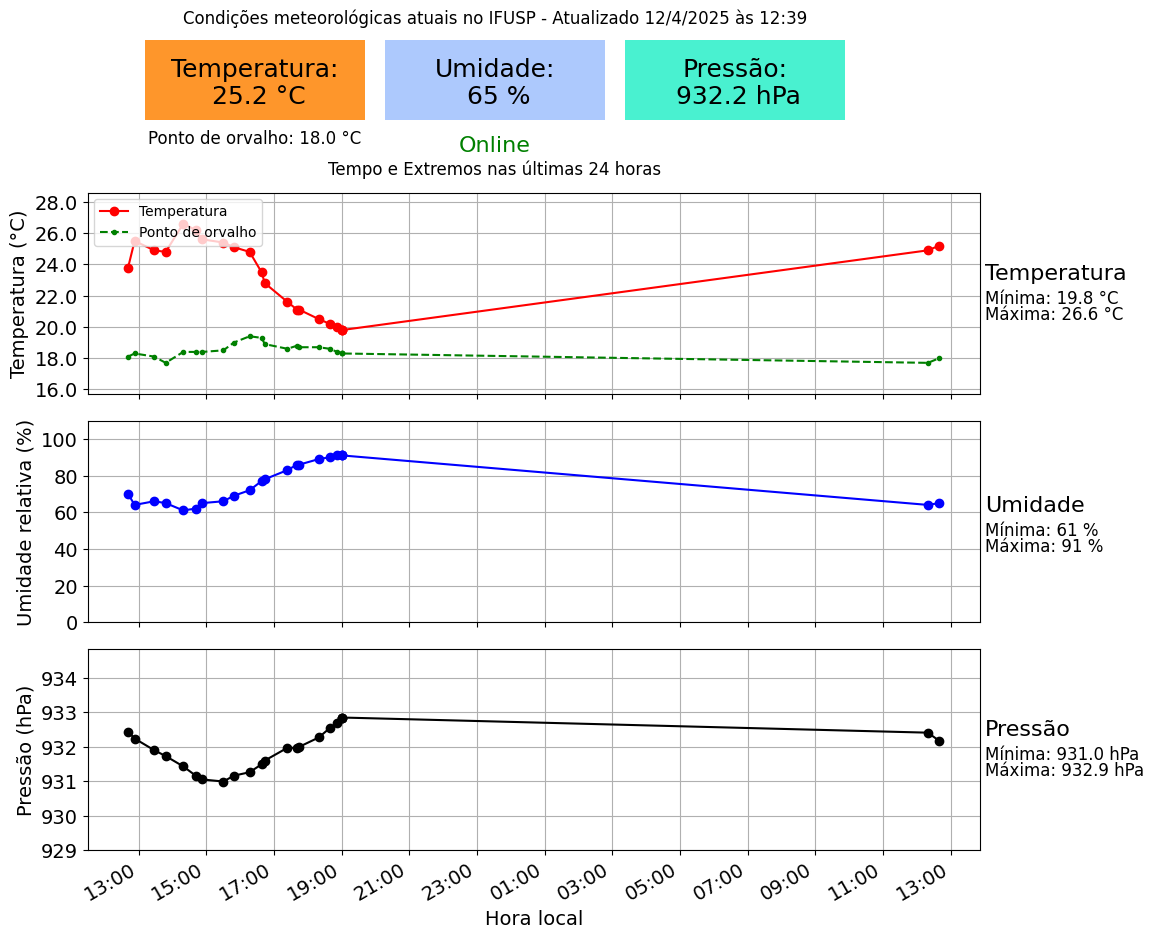 Condições meteorológicas atuais no IFUSP - Atualizado 12/4/2025 às 12:39
Temperatura:
25.2 °C
Umidade:
65 %
Pressão:
932.2 hPa
Ponto de orvalho: 18.0 °C
Online
Tempo e Extremos nas últimas 24 horas
Temperatura (°C)
28.0
26.0
24.0
22.0
20.0
18.0
16.0
Temperatura
Ponto de orvalho
Temperatura
Mínima: 19.8 °C
Máxima: 26.6 °C
Umidade relativa (%)
100
80
60
40
20
0
Umidade
Mínima: 61 %
Máxima: 91 %
Pressão (hPa)
934
933
932
931
930
929
Pressão
Mínima: 931.0 hPa
Máxima: 932.9 hPa
13:00
15:00
17:00
19:00
21:00
23:00
01:00
03:00
05:00
07:00
09:00
11:00
13:00
Hora local